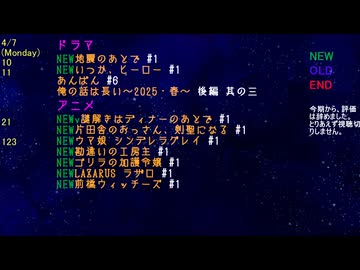 4/7
(Monday)
10
11
21
123
ドラマ
NEW地震のあとで #1
NEWいつか、ヒーロー #1
あんぱん #6
俺の話は長い～2025・春～ 後編 其の三
アニメ
NEWv謎解きはディナーのあとで #1
NEW片田舎のおっさん、剣聖になる #1
NEWウマ娘 シンデレラグレイ #1
NEW勘違いの工房主 #1
NEWゴリラの加護令嬢 #1
NEWLAZARUS ラザロ #1
NEW前橋ウィッチーズ #1
NEW
OLD
END
今期から、評価
は辞めました。
とりあえず視聴切
りしません。